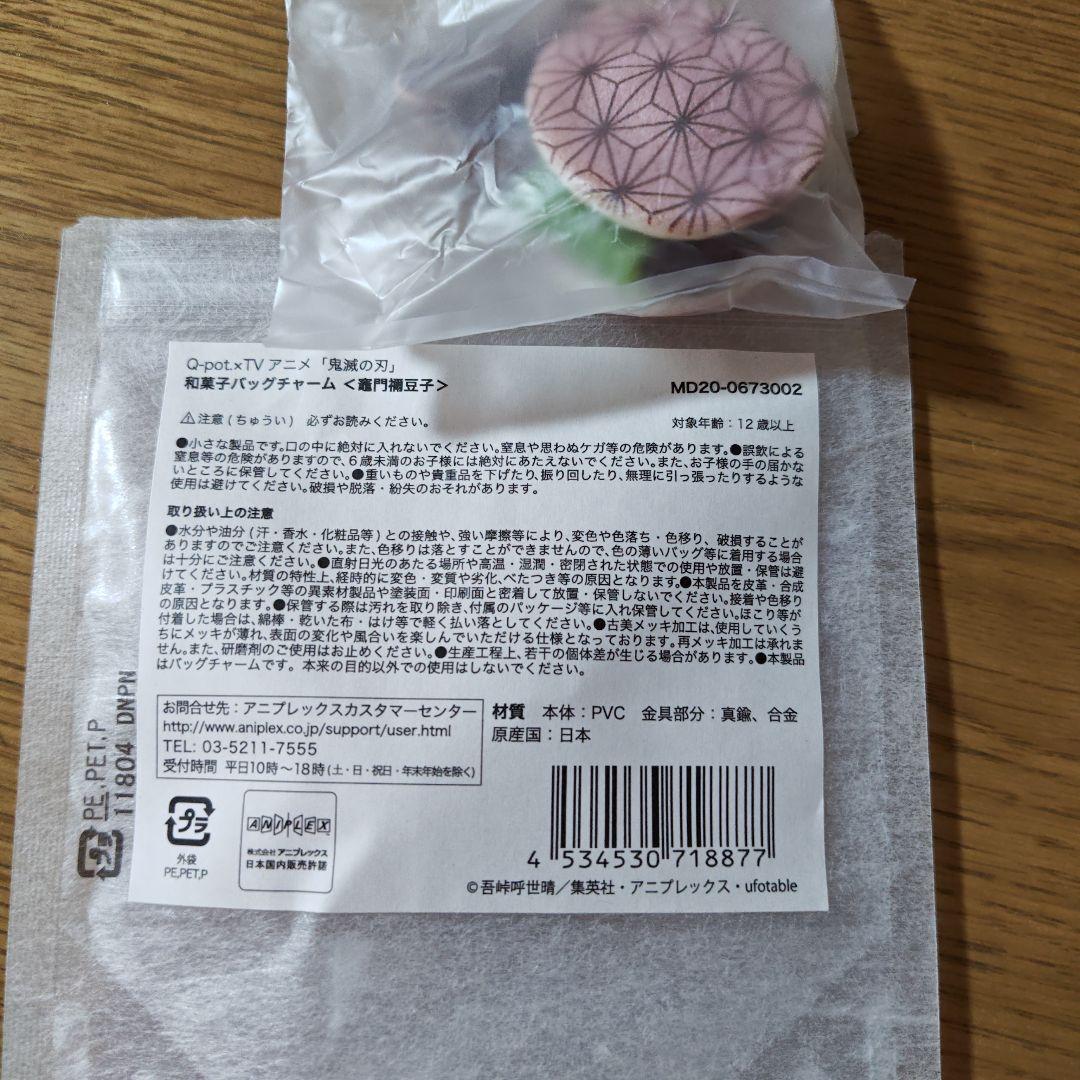 Q-pot.×TV アニメ「鬼滅の刃」
和菓子バッグチャーム <竈門禰豆子>
MD20-0673002
⚠注意 (ちゅうい) 必ずお読みください。
対象年齢:12歳以上
●小さな製品です。口の中に絶対に入れないでください。窒息や思わぬケガ等の危険があります。●誤飲による
窒息等の危険がありますので、6歳未満のお子様には絶対にあたえないでください。また、お子様の手の届かな
いところに保管してください。●重いものや貴重品を下げたり、振り回したり、無理に引っ張ったりするような
使用は避けてください。破損や脱落・紛失のおそれがあります。
取り扱い上の注意
●水分や油分 (汗・香水・化粧品等) との接触や、強い摩擦等により、変色や色落ち・色移り、破損することが
ありますのでご注意ください。また、色移りは落とすことができませんので、色の薄いバッグ等に着用する場合
は十分にご注意ください。●直射日光のあたる場所や高温・湿潤・密閉された状態での使用や放置・保管は避
けてください。材質の特性上、経時的に変色・変質や劣化、べたつき等の原因となります。●本製品を皮革・合成
皮革・プラスチック等の異素材製品や塗装面・印刷面と密着して放置・保管しないでください。接着や色移り
の原因となります。●保管する際は汚れを取り除き、付属のパッケージ等に入れ保管してください。ほこり等が
付着した場合は、綿棒・乾いた布・はけ等で軽く払い落としてください。●古美メッキ加工は、使用していくう
ちにメッキが薄れ、表面の変化や風合いを楽しんでいただける仕様となっております。再メッキ加工は承れま
せん。また、研磨剤のご使用はお止めください。●生産工程上、若干の個体差が生じる場合があります。●本製品
はバッグチャームです。本来の目的以外での使用はしないでください。
お問合せ先:アニプレックスカスタマーセンター
http://www.aniplex.co.jp/support/user.html
TEL: 03-5211-7555
受付時間 平日10時~18時(土・日・祝日・年末年始を除く)
材質 本体:PVC 金具部分:真鍮、合金
原産国:日本
プラ
外袋
PE,PET,P
ANIPLEX
株式会社アニプレックス
日本国内販売許諾
4 534530 718877
©吾峠呼世晴/集英社・アニプレックス・ufotable
プラ
PE,PET,P
11804 DNPN